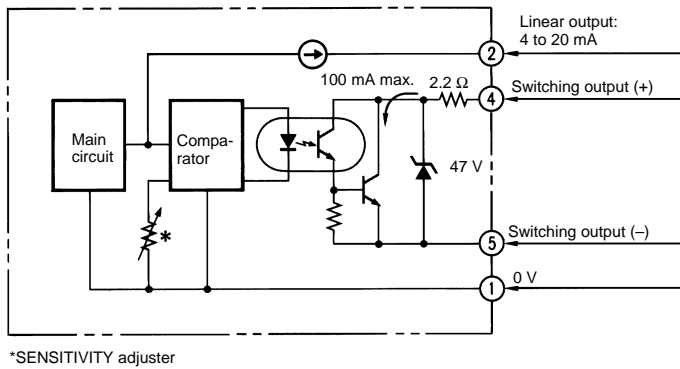 Linear output:
4 to 20 mA
2
100 mA max.
2.2 Ω
4
Switching output (+)
Main
circuit
Compa-
rator
47 V
*
5
Switching output (–)
1
0 V
*SENSITIVITY adjuster